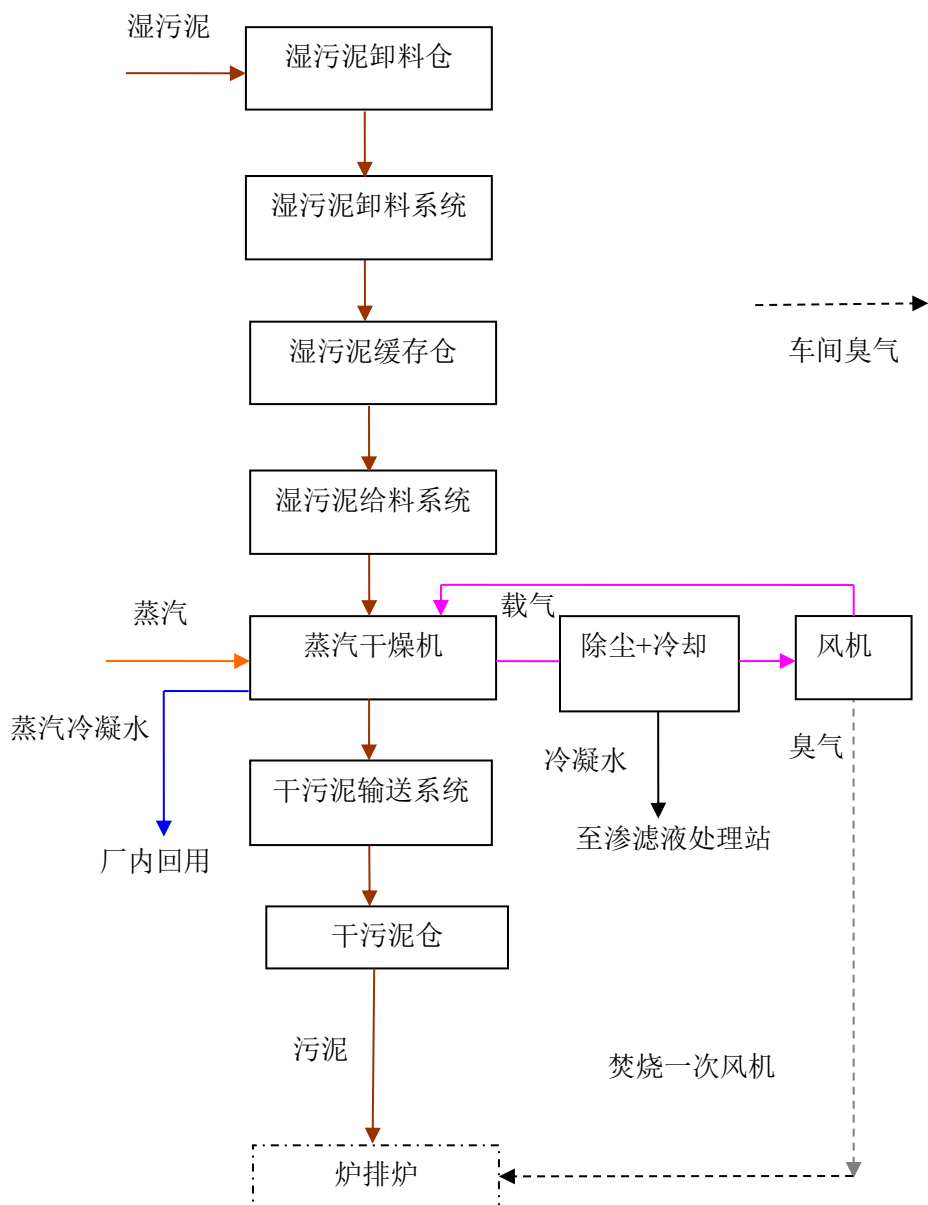 湿污泥
湿污泥卸料仓
湿污泥卸料系统
湿污泥缓存仓
车间臭气
湿污泥给料系统
蒸汽
载气
蒸汽干燥机
除尘+冷却
风机
蒸汽冷凝水
冷凝水
臭气
干污泥输送系统
至渗滤液处理站
厂内回用
干污泥仓
污泥
焚烧一次风机
炉排炉